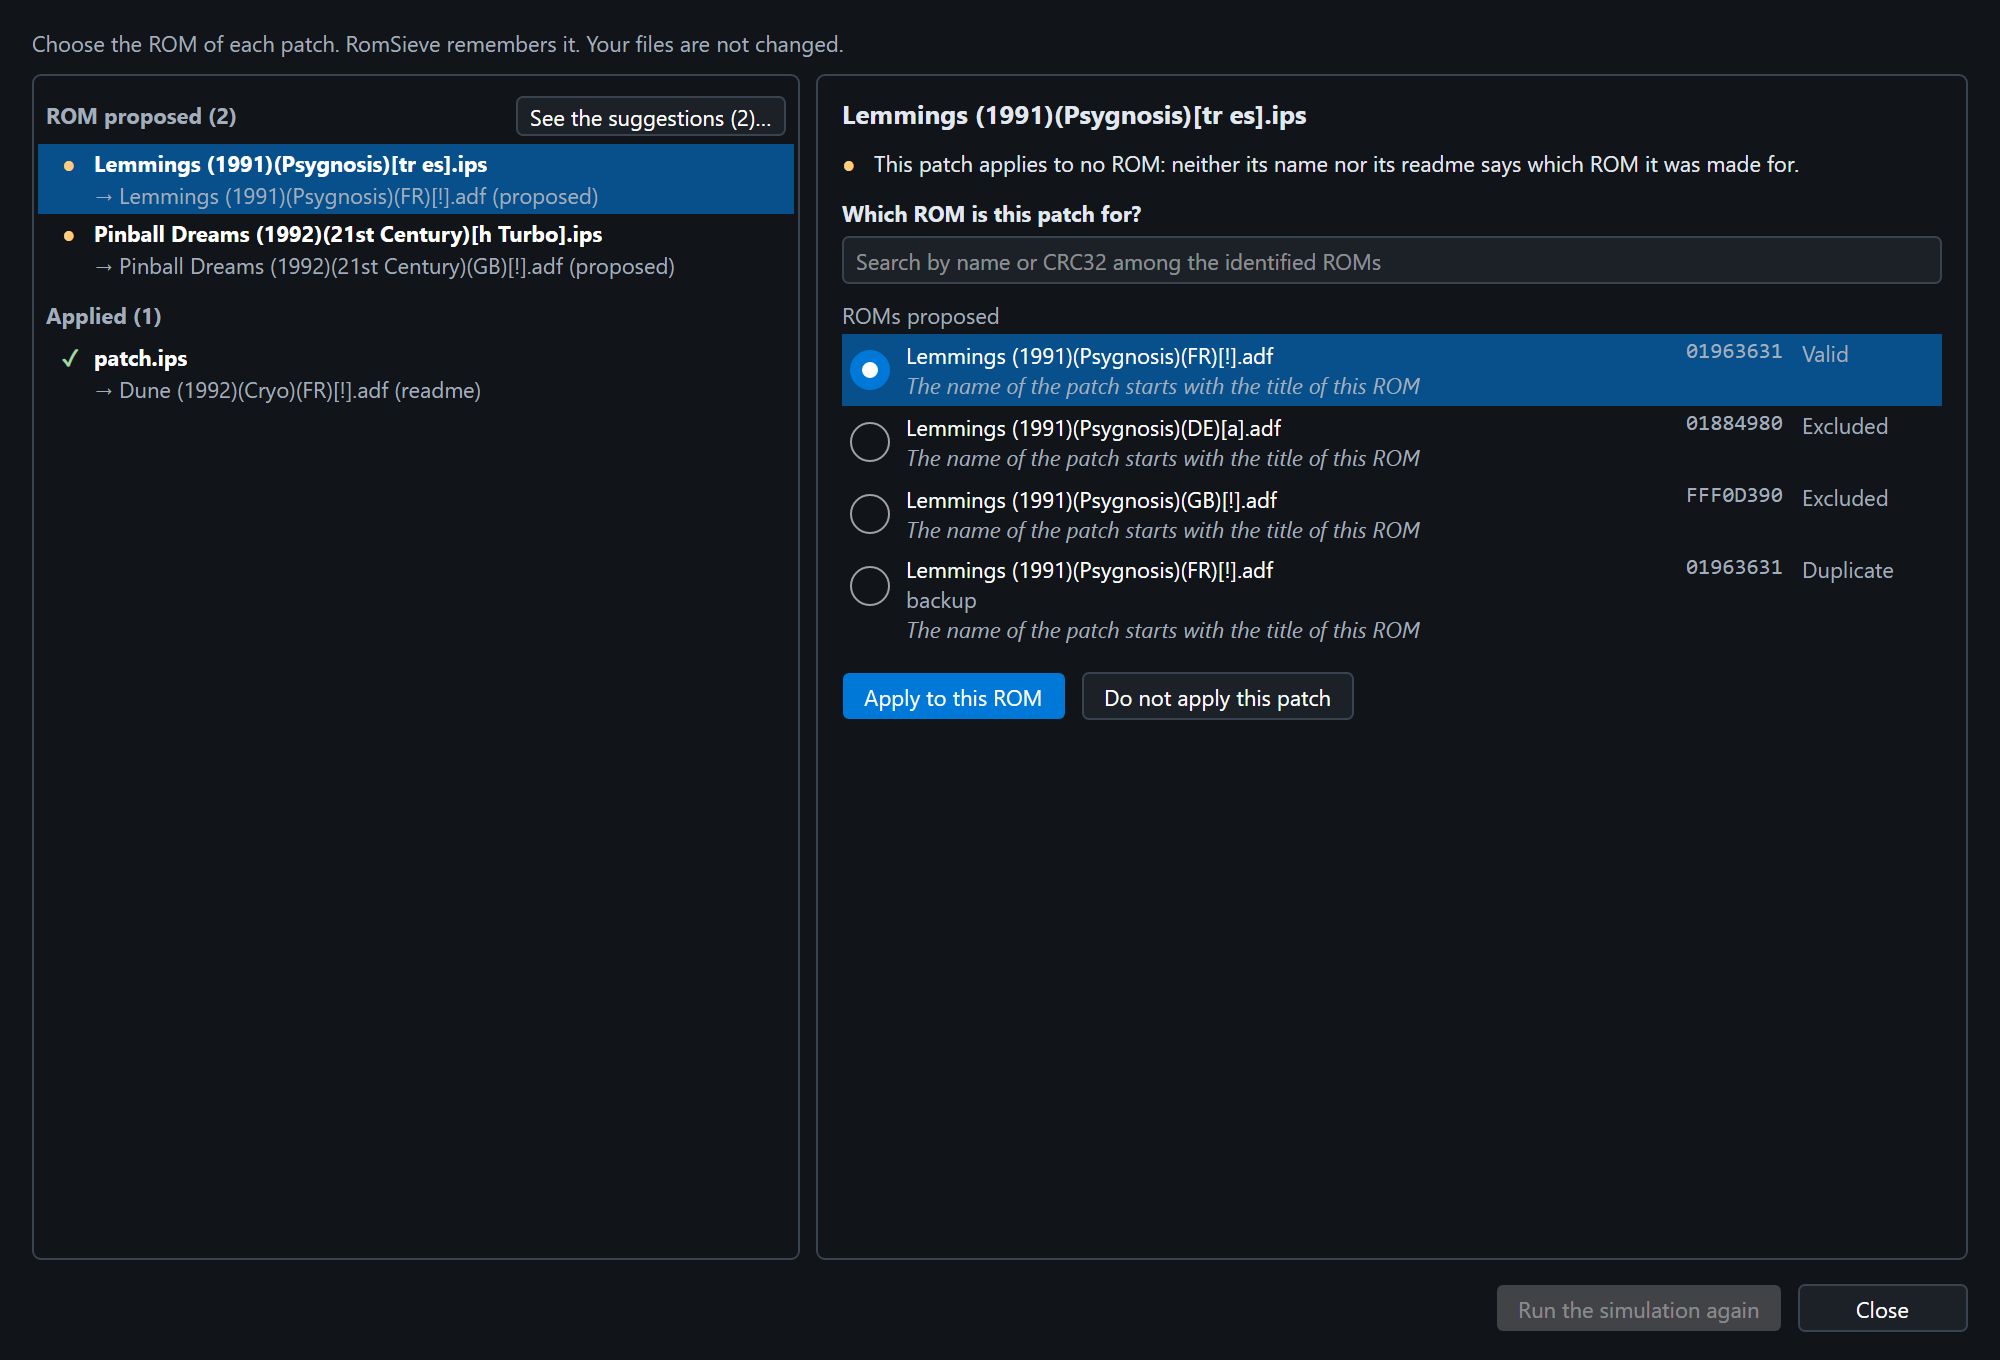 Choose the ROM of each patch. RomSieve remembers it. Your files are not changed.
ROM proposed (2)
See the suggestions (2)...
Lemmings (1991)(Psygnosis)[tr es].ips
→ Lemmings (1991)(Psygnosis)(FR)[!].adf (proposed)
Pinball Dreams (1992)(21st Century)[h Turbo].ips
→ Pinball Dreams (1992)(21st Century)(GB)[!].adf (proposed)
Applied (1)
✓ patch.ips
→ Dune (1992)(Cryo)(FR)[!].adf (readme)
Lemmings (1991)(Psygnosis)[tr es].ips
This patch applies to no ROM: neither its name nor its readme says which ROM it was made for.
Which ROM is this patch for?
Search by name or CRC32 among the identified ROMs
ROMs proposed
Lemmings (1991)(Psygnosis)(FR)[!].adf 01963631 Valid
The name of the patch starts with the title of this ROM
Lemmings (1991)(Psygnosis)(DE)[a].adf 01884980 Excluded
The name of the patch starts with the title of this ROM
Lemmings (1991)(Psygnosis)(GB)[!].adf FFF0D390 Excluded
The name of the patch starts with the title of this ROM
Lemmings (1991)(Psygnosis)(FR)[!].adf 01963631 Duplicate
backup
The name of the patch starts with the title of this ROM
Apply to this ROM
Do not apply this patch
Run the simulation again
Close